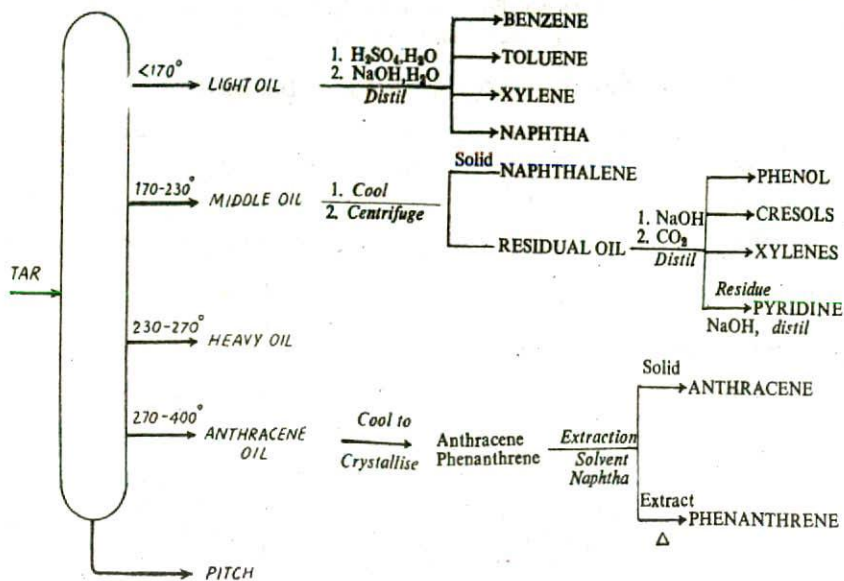 BENZENE
<170° LIGHT OIL 1. H₂SO₄,H₂O TOLUENE
2. NaOH,H₂O
Distil XYLENE
NAPHTHA
Solid NAPHTHALENE PHENOL
170-230° MIDDLE OIL 1. Cool
2. Centrifuge 1. NaOH CRESOLS
RESIDUAL OIL 2. CO₂ XYLENES
Distil
TAR Residue
PYRIDINE
NaOH, distil
230-270° HEAVY OIL
Solid
ANTHRACENE
270-400° ANTHRACENE OIL Cool to Crystallise Anthracene Extraction
Phenanthrene Solvent
Naphtha
Extract
PHENANTHRENE
Δ
PITCH